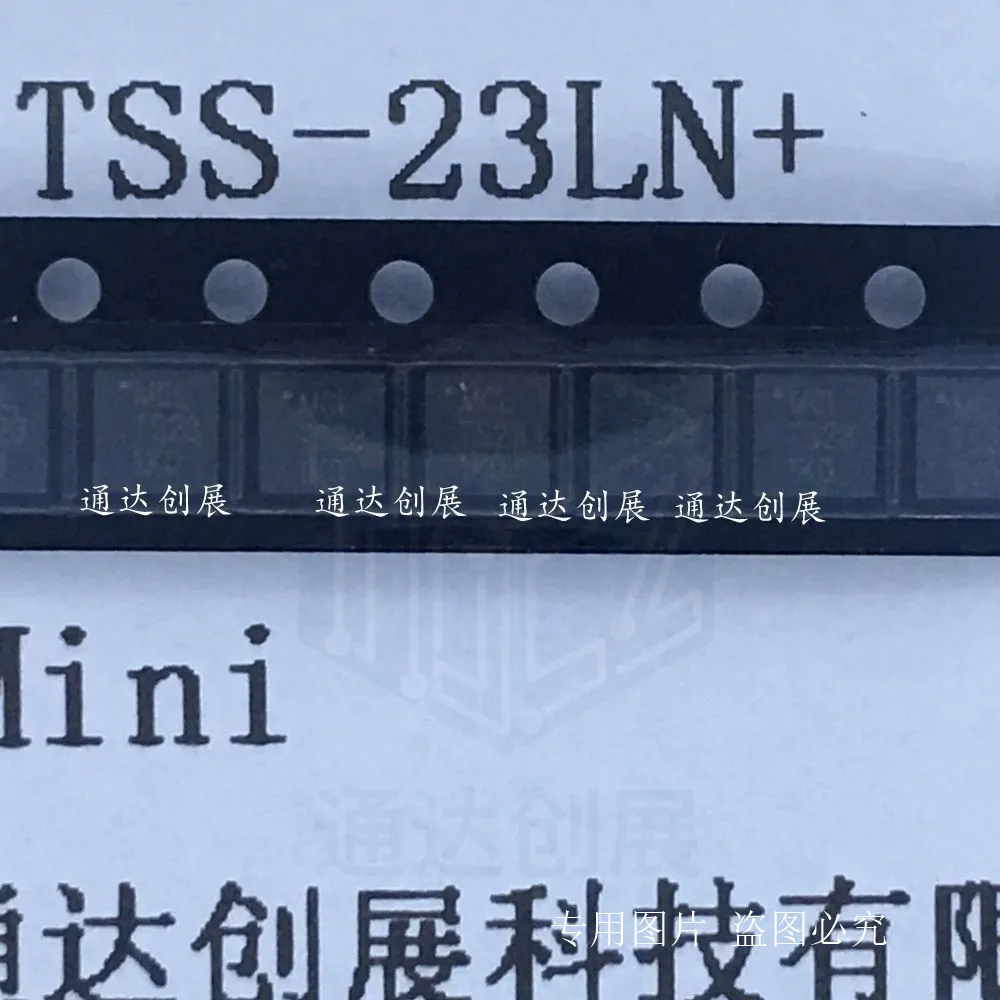 TSS-23LN+
通达创展 通达创展 通达创展 通达创展
Mini
通达创展
通达创展科技有限
专用图片 盗图必究